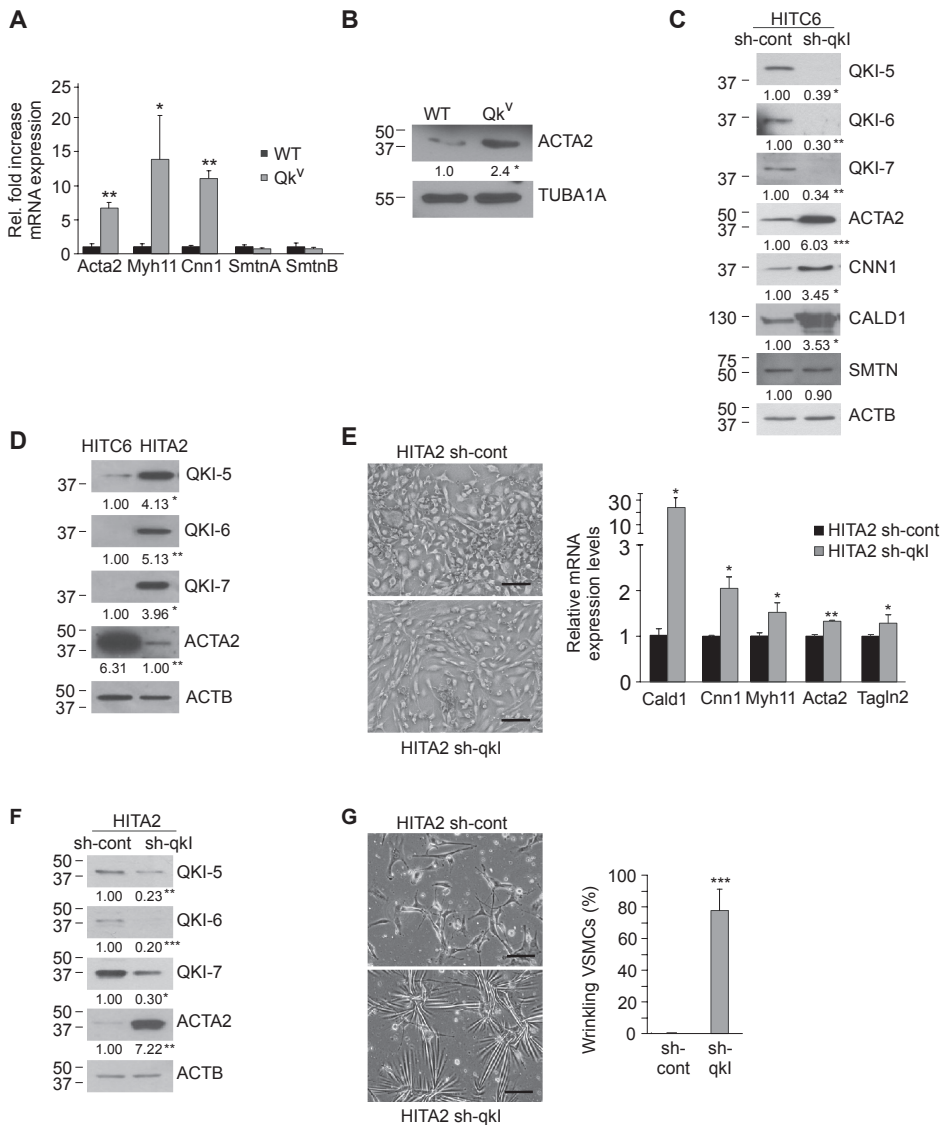 A
Rel. fold increase
mRNA expression
25
20
15
10
5
0
** * **
WT
Qkv
Acta2 Myh11 Cnn1 SmtnA SmtnB
B
WT Qkv
50
37
ACTA2
1.0 2.4 *
55
TUBA1A
C
HITC6
sh-cont sh-qkI
37 QKI-5
1.00 0.39 *
37 QKI-6
1.00 0.30 **
37 QKI-7
1.00 0.34 **
50
37
ACTA2
1.00 6.03 ***
37 CNN1
1.00 3.45 *
130 CALD1
1.00 3.53 *
75
50
SMTN
1.00 0.90
50
37
ACTB
D
HITC6 HITA2
37 QKI-5
1.00 4.13 *
37 QKI-6
1.00 5.13 **
37 QKI-7
1.00 3.96 *
50
37
ACTA2
6.31 1.00 **
50
37
ACTB
E
HITA2 sh-cont
HITA2 sh-qkI
Relative mRNA
expression levels
30
20
10
3
2
1
0
* * * ** *
HITA2 sh-cont
HITA2 sh-qkI
Cald1 Cnn1 Myh11 Acta2 Tagln2
F
HITA2
sh-cont sh-qkI
50
37
QKI-5
1.00 0.23 **
50
37
QKI-6
1.00 0.20 ***
50
37
QKI-7
1.00 0.30 *
50
37
ACTA2
1.00 7.22 **
50
37
ACTB
G
HITA2 sh-cont
HITA2 sh-qkI
Wrinkling VSMCs (%)
100
80
60
40
20
0
***
sh-
cont
sh-
qkI